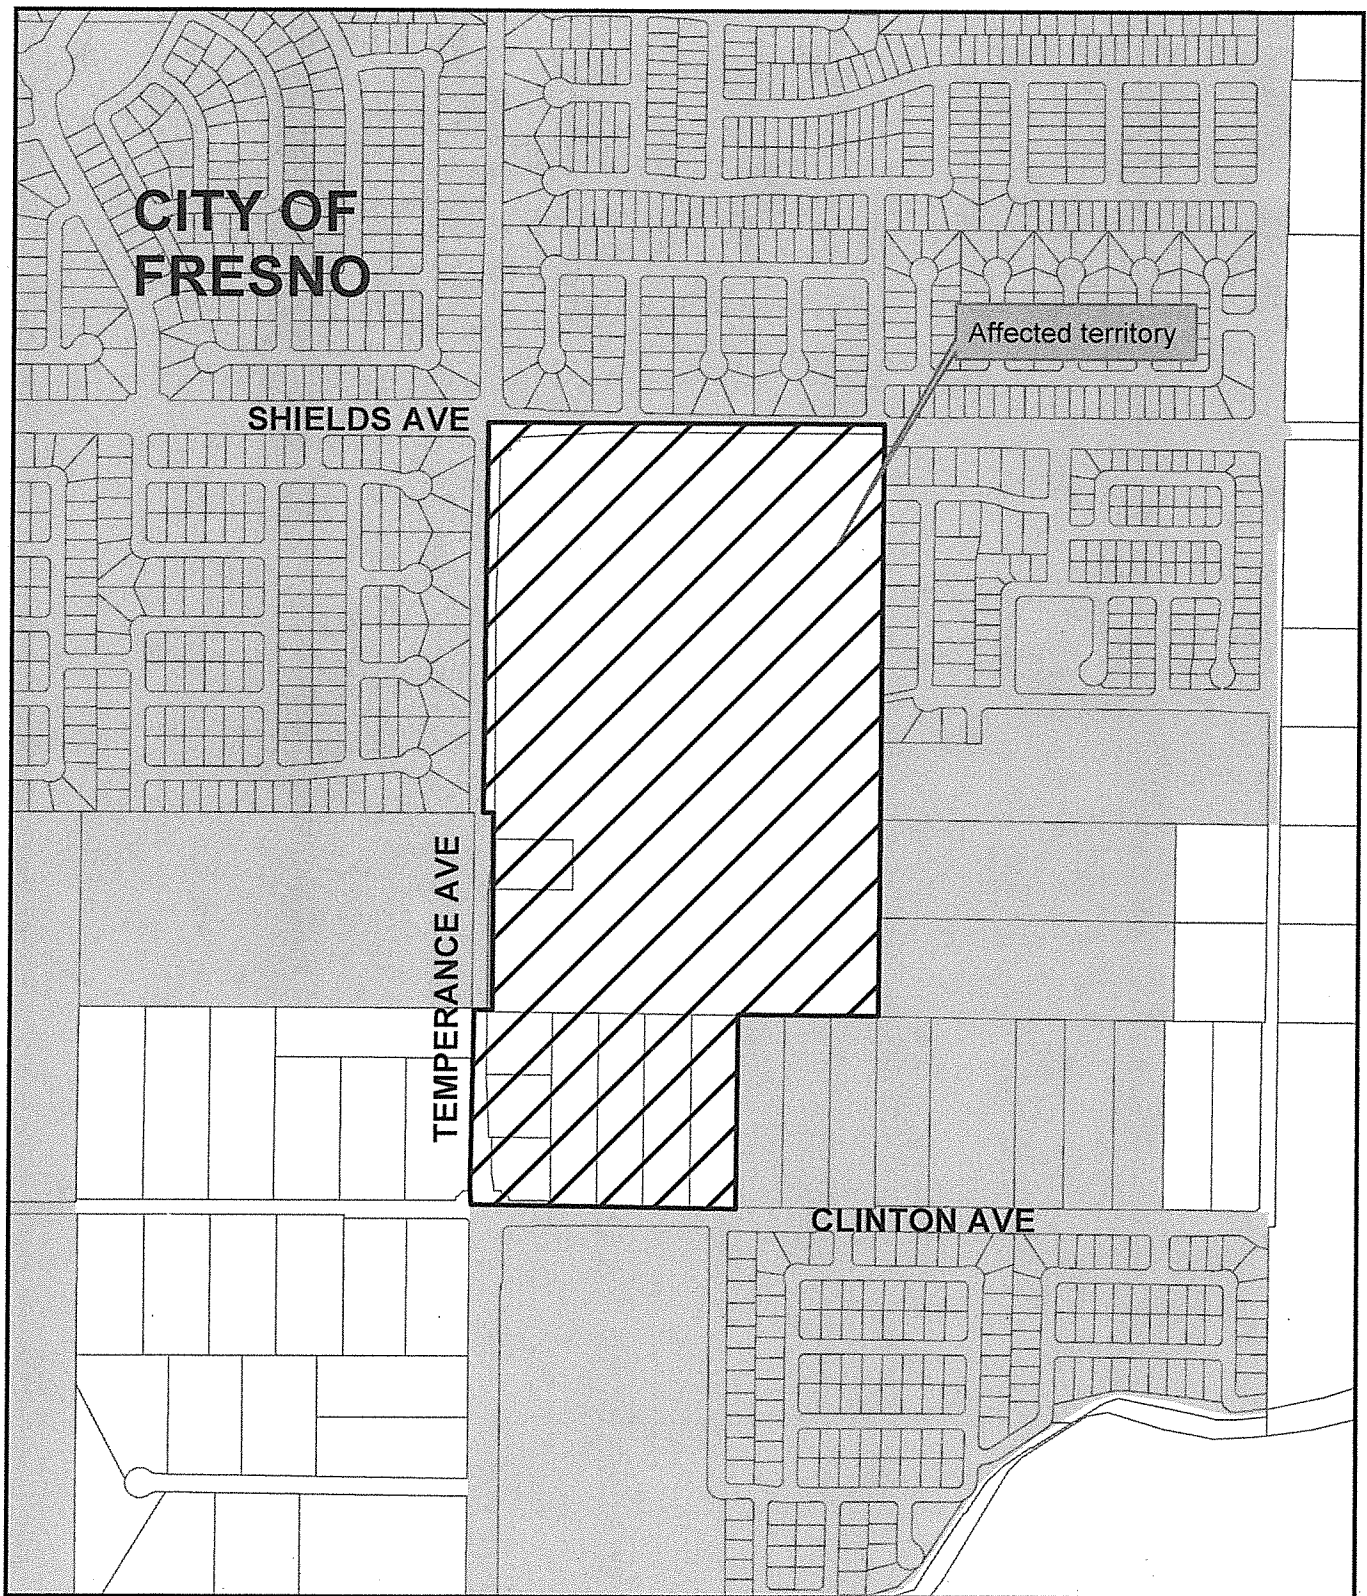 CITY OF
FRESNO
Affected territory
SHIELDS AVE
TEMPERANCE AVE
CLINTON AVE